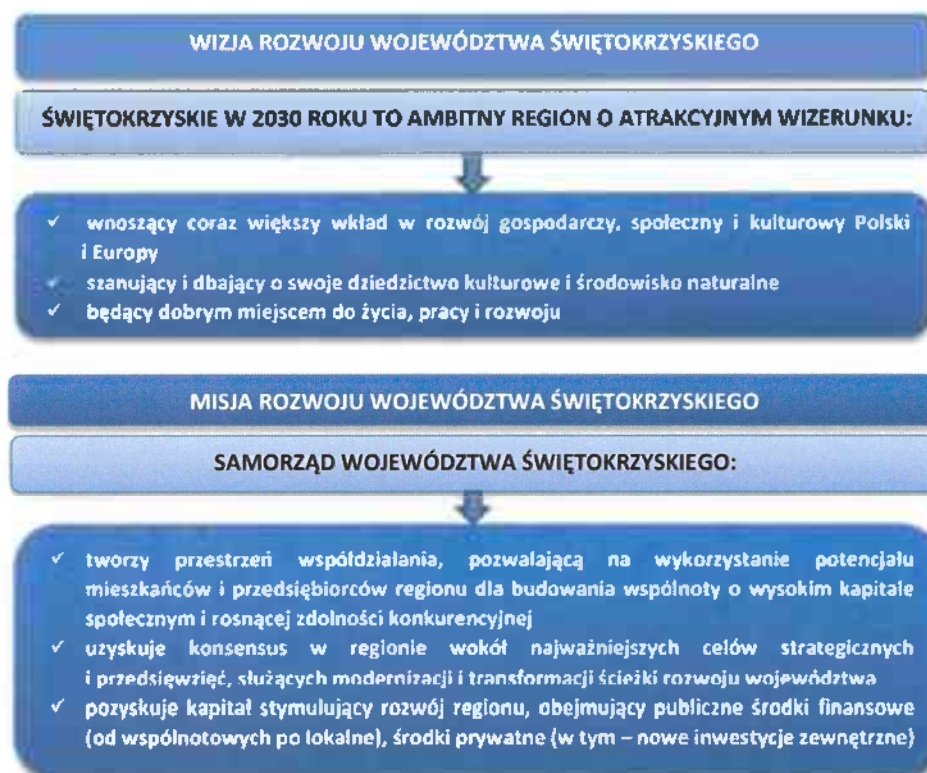 WIZJA ROZWOJU WOJEWÓDZTWA ŚWIĘTOKRZYSKIEGO
ŚWIĘTOKRZYSKIE W 2030 ROKU TO AMBITNY REGION O ATRAKCYJNYM WIZERUNKU:
✓ wnoszący coraz większy wkład w rozwój gospodarczy, społeczny i kulturowy Polski
i Europy
✓ szanujący i dbający o swoje dziedzictwo kulturowe i środowisko naturalne
✓ będący dobrym miejscem do życia, pracy i rozwoju
MISJA ROZWOJU WOJEWÓDZTWA ŚWIĘTOKRZYSKIEGO
SAMORZĄD WOJEWÓDZTWA ŚWIĘTOKRZYSKIEGO:
✓ tworzy przestrzeń współdziałania, pozwalającą na wykorzystanie potencjału
mieszkańców i przedsiębiorców regionu dla budowania wspólnoty o wysokim kapitale
społecznym i rosnącej zdolności konkurencyjnej
✓ uzyskuje konsensus w regionie wokół najważniejszych celów strategicznych
i przedsięwzięć, służących modernizacji i transformacji ścieżki rozwoju województwa
✓ pozyskuje kapitał stymulujący rozwój regionu, obejmujący publiczne środki finansowe
(od wspólnotowych po lokalne), środki prywatne (w tym – nowe inwestycje zewnętrzne)